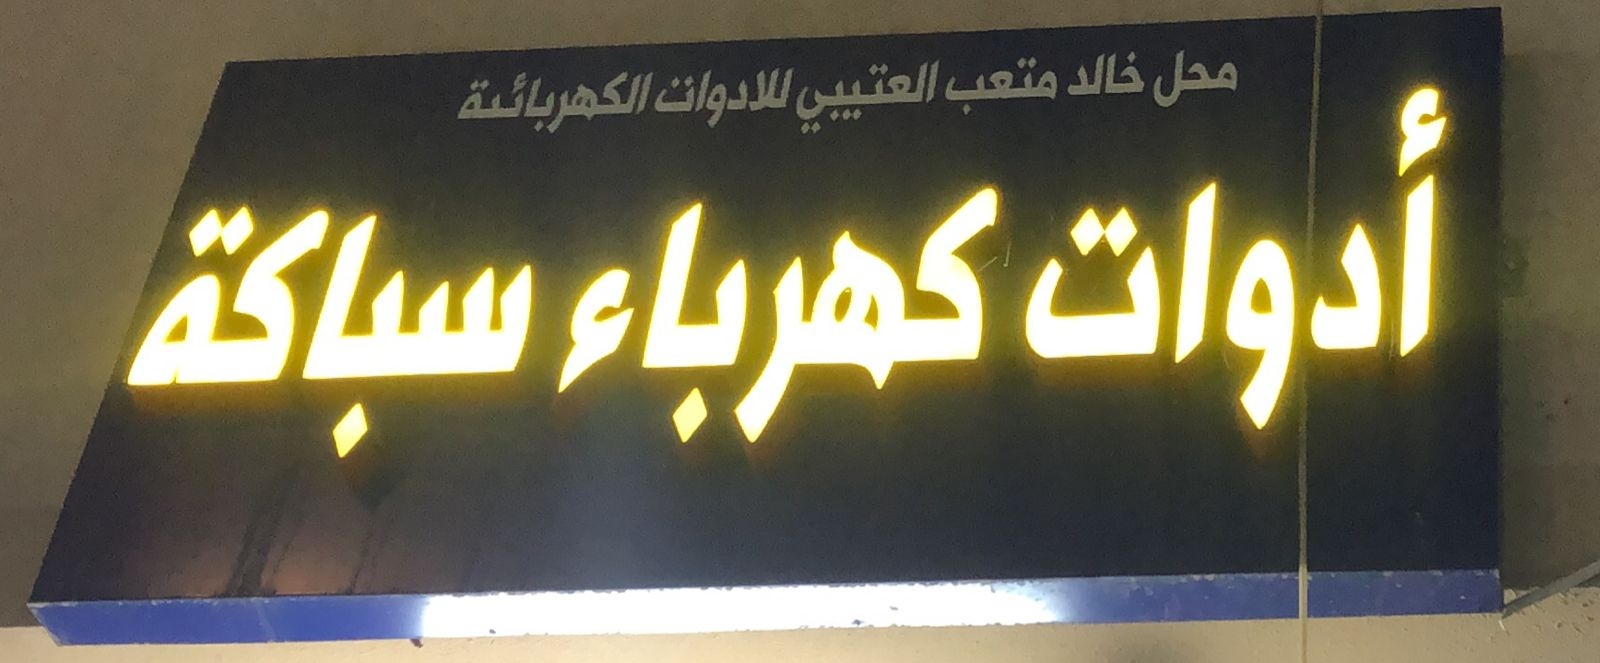 محل خالد متعب العتيبي للادوات الكهربائية
أدوات كهرباء سباكة